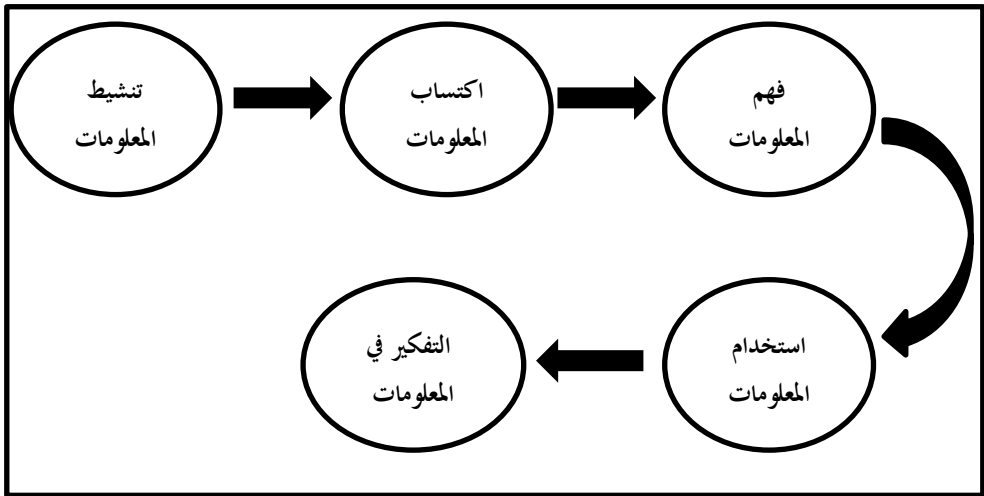 تنشيط
المعلومات
اكتساب
المعلومات
فهم
المعلومات
استخدام
المعلومات
التفكير في
المعلومات